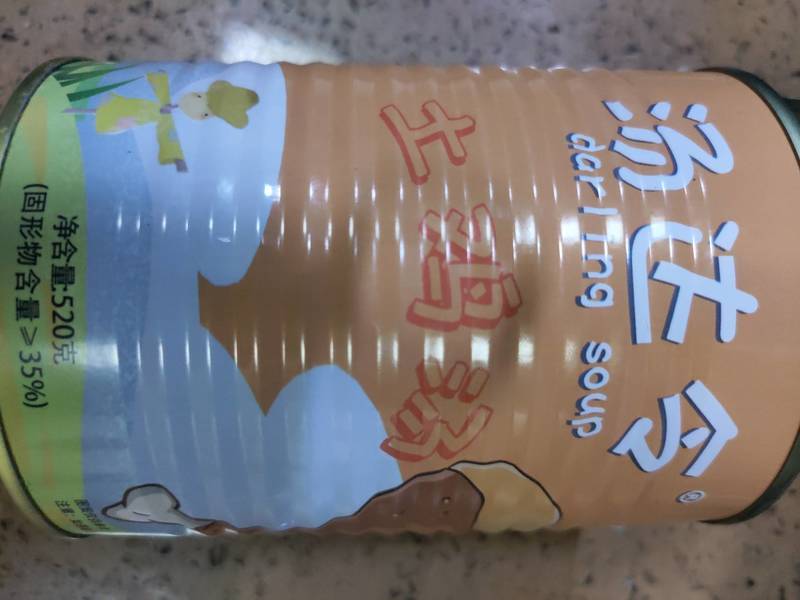 汤达令®
darling soup
土鸡汤
净含量:520克
(固形物含量≥35%)